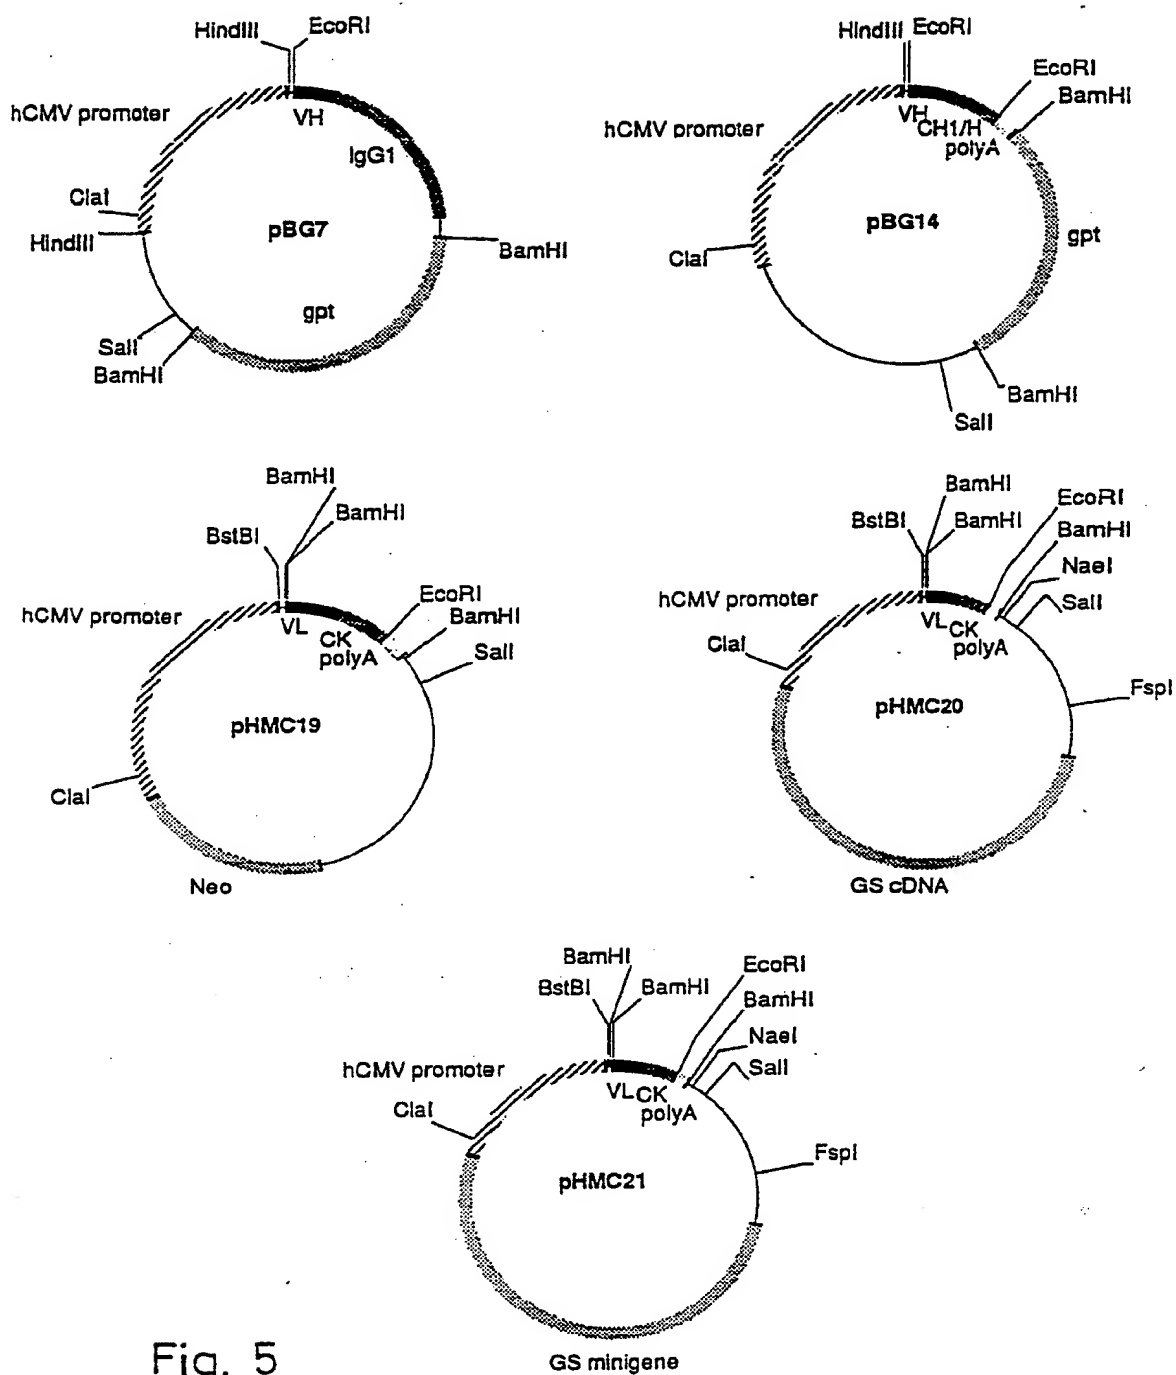 HindIII EcoRI
hCMV promoter
VH
IgG1
ClaI
HindIII
pBG7
BamHI
gpt
SalI
BamHI
HindIII EcoRI
EcoRI
BamHI
hCMV promoter
VH
CH1/H
polyA
pBG14
gpt
ClaI
BamHI
SalI
BamHI
BamHI
BstBI
EcoRI
hCMV promoter
BamHI
VL
CK
polyA
SalI
pHMC19
ClaI
Neo
BamHI
EcoRI
BstBI
BamHI
BamHI
NaeI
hCMV promoter
SalI
VL
CK
polyA
ClaI
pHMC20
FspI
GS cDNA
BamHI
EcoRI
BstBI
BamHI
BamHI
NaeI
hCMV promoter
SalI
VL
CK
polyA
ClaI
FspI
pHMC21
GS minigene
Fig. 5